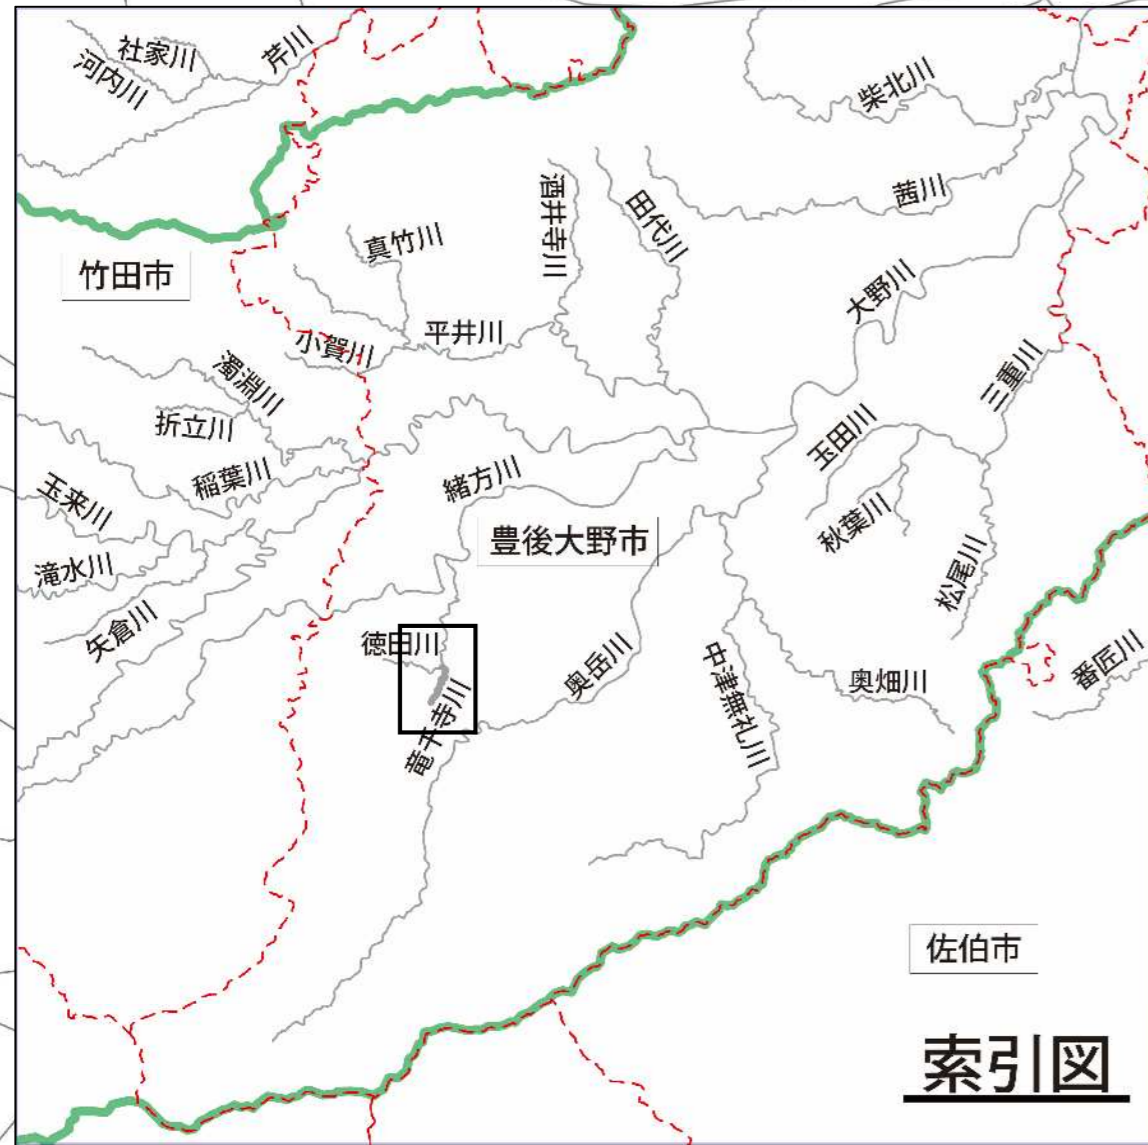 社家川
芹川
河内川
柴北川
茜川
酒井寺川
田代川
真竹川
竹田市
大野川
平井川
小賀川
濁淵川
三重川
折立川
玉田川
稲葉川
緒方川
玉来川
秋葉川
豊後大野市
滝水川
松尾川
矢倉川
徳田川
奥岳川
中津無礼川
奥畑川
番匠川
竜千寺川
佐伯市
索引図